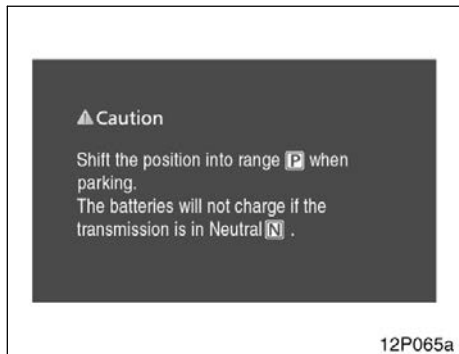 ⚠ Caution
Shift the position into range P when
parking.
The batteries will not charge if the
transmission is in Neutral N .
12P065a